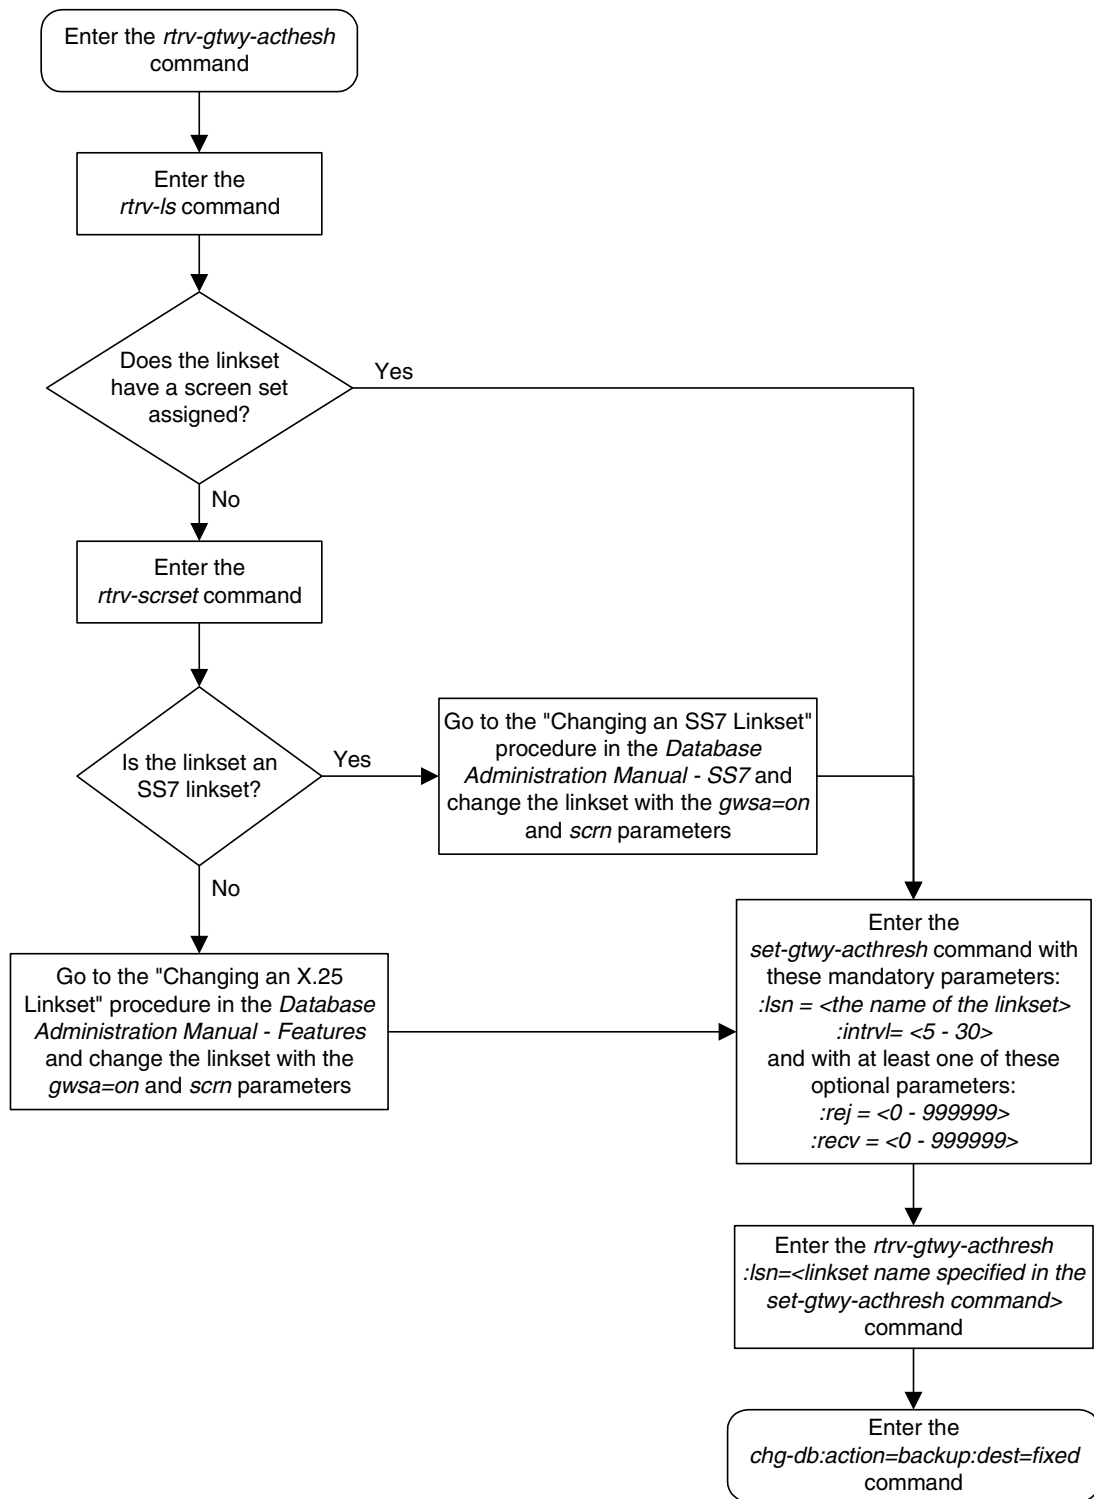 Enter the rtrv-gtwy-acthesh
command
Enter the
rtrv-ls command
Does the linkset
have a screen set
assigned?
Yes
No
Enter the
rtrv-scrset command
Is the linkset an
SS7 linkset?
Yes
Go to the "Changing an SS7 Linkset"
procedure in the Database
Administration Manual - SS7 and
change the linkset with the gwsa=on
and scrn parameters
No
Go to the "Changing an X.25
Linkset" procedure in the Database
Administration Manual - Features
and change the linkset with the
gwsa=on and scrn parameters
Enter the
set-gtwy-acthresh command with
these mandatory parameters:
:lsn = <the name of the linkset>
:intrvl= <5 - 30>
and with at least one of these
optional parameters:
:rej = <0 - 999999>
:recv = <0 - 999999>
Enter the rtrv-gtwy-acthresh
:lsn=<linkset name specified in the
set-gtwy-acthresh command>
command
Enter the
chg-db:action=backup:dest=fixed
command